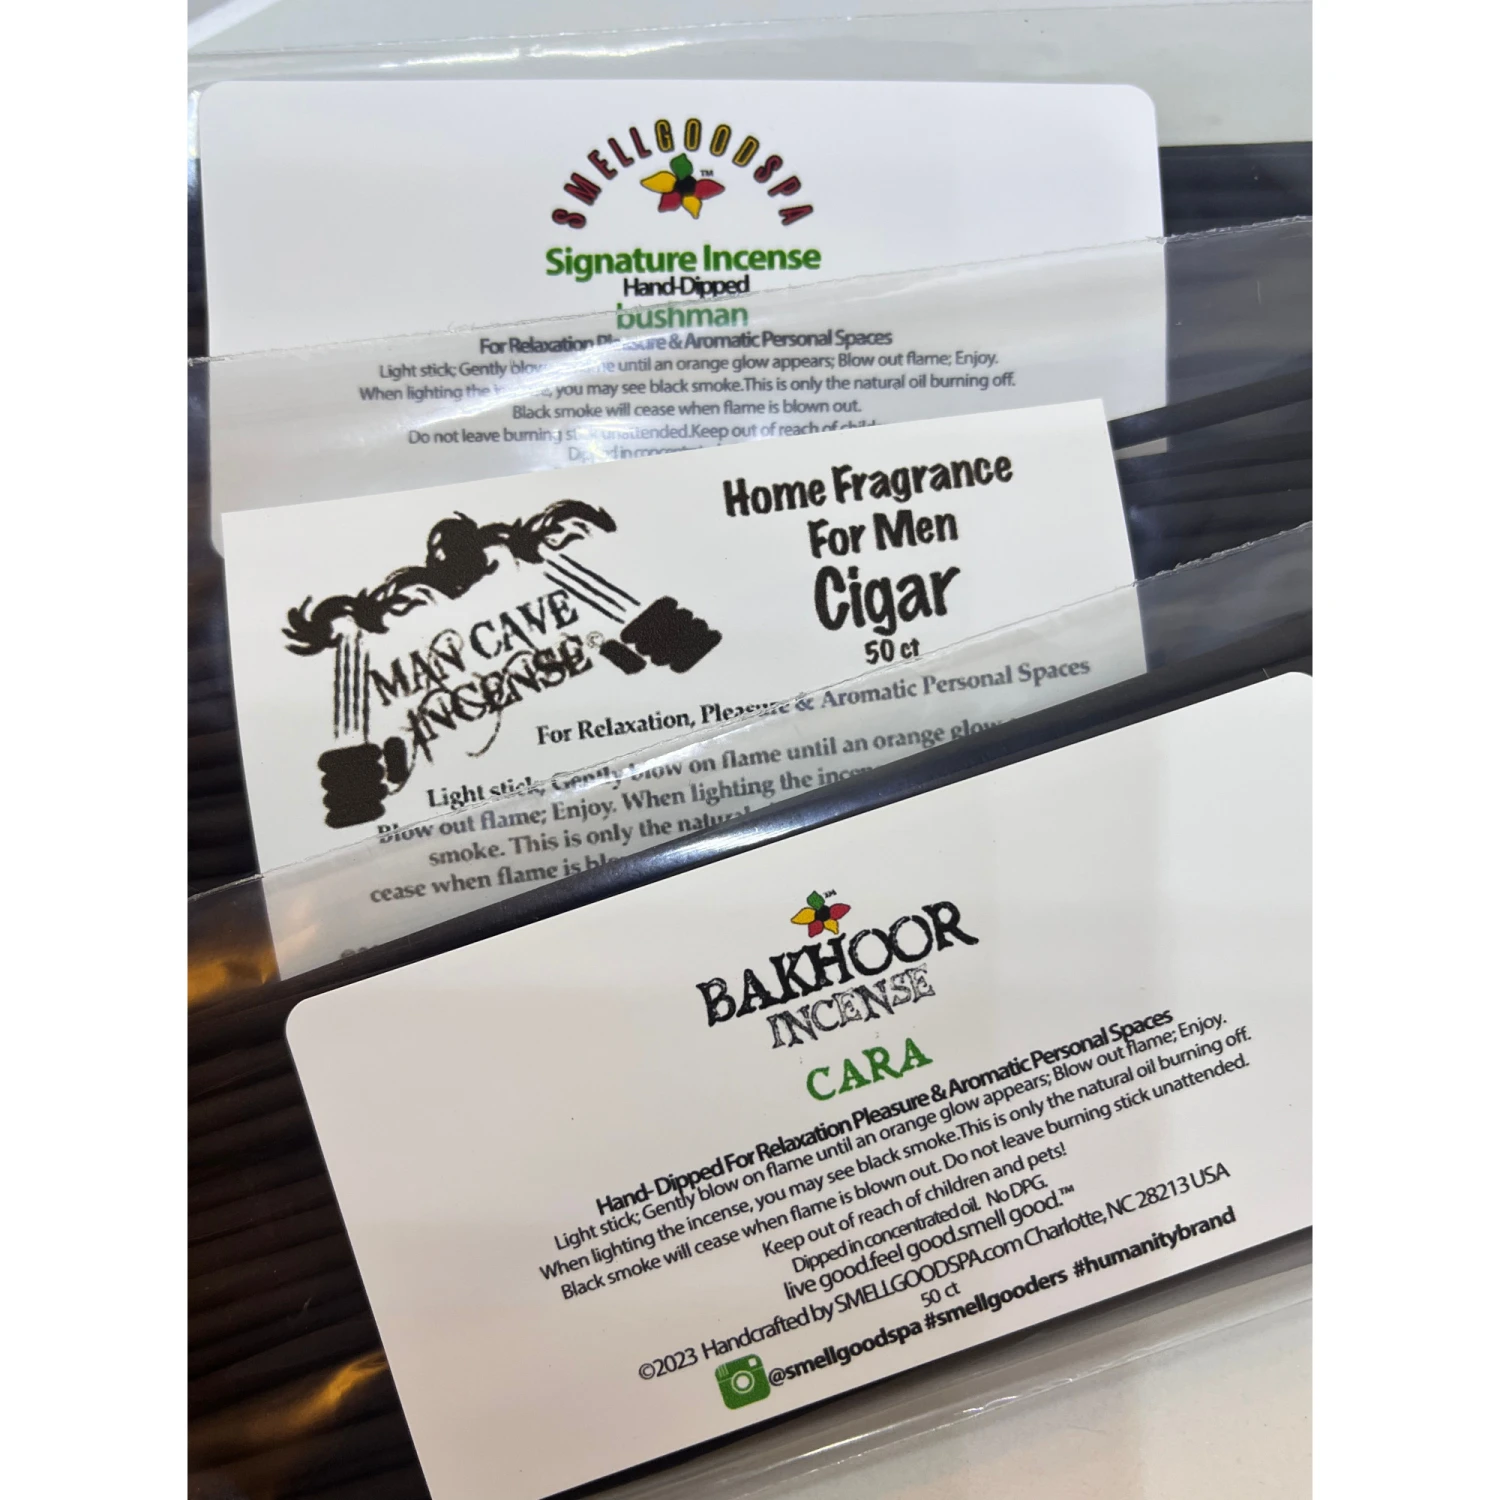 SMELLGOODSPA
TM
Signature Incense
Hand-Dipped
bushman
For Relaxation Pleasure & Aromatic Personal Spaces
Light stick; Gently blow until an orange glow appears; Blow out flame; Enjoy.
When lighting the you may see black smoke.This is only the natural oil burning off.
Black smoke will cease when flame is blown out.
Do not leave burning stick unattended.Keep out of reach of
Dipped in
MAN CAVE
INCENSE©
Home Fragrance
For Men
Cigar
50 ct
For Relaxation, Pleasure & Aromatic Personal Spaces
Light stick, Gently blow on flame until an orange glow
Blow out flame; Enjoy. When lighting the
smoke. This is only the
cease when flame is
TM
BAKHOOR
INCENSE
CARA
Hand- Dipped For Relaxation Pleasure & Aromatic Personal Spaces
Light stick; Gently blow on flame until an orange glow appears; Blow out flame; Enjoy.
When lighting the incense, you may see black smoke.This is only the natural oil burning off.
Black smoke will cease when flame is blown out. Do not leave burning stick unattended.
Keep out of reach of children and pets!
Dipped in concentrated oil. No DPG.
live good.feel good.smell good.™
©2023 Handcrafted by SMELLGOODSPA.com Charlotte, NC 28213 USA
50 ct
@smellgoodspa #smellgooders #humanitybrand